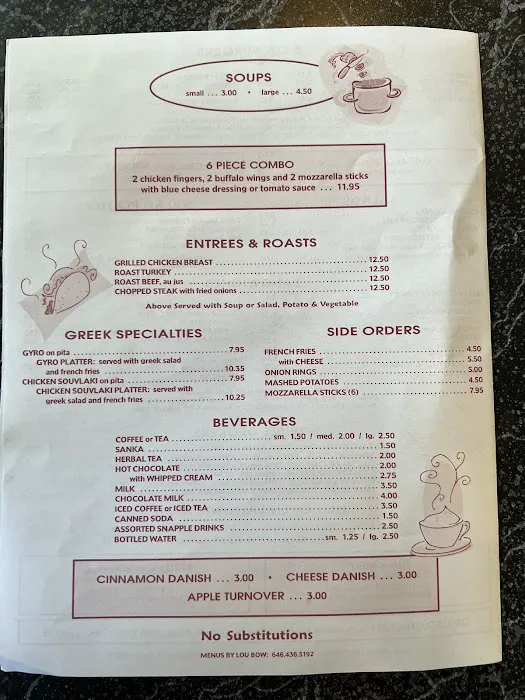 SOUPS
small ... 3.00 • large ... 4.50
6 PIECE COMBO
2 chicken fingers, 2 buffalo wings and 2 mozzarella sticks
with blue cheese dressing or tomato sauce ... 11.95
ENTREES & ROASTS
GRILLED CHICKEN BREAST ... 12.50
ROAST TURKEY ... 12.50
ROAST BEEF, au jus ... 12.50
CHOPPED STEAK with fried onions ... 12.50
Above Served with Soup or Salad, Potato & Vegetable
GREEK SPECIALTIES
GYRO on pita ... 7.95
GYRO PLATTER: served with greek salad
and french fries ... 10.35
CHICKEN SOUVLAKI on pita ... 7.95
CHICKEN SOUVLAKI PLATTER: served with
greek salad and french fries ... 10.25
SIDE ORDERS
FRENCH FRIES ... 4.50
with CHEESE ... 5.50
ONION RINGS ... 5.00
MASHED POTATOES ... 4.50
MOZZARELLA STICKS (6) ... 7.95
BEVERAGES
COFFEE or TEA ... sm. 1.50 / med. 2.00 / lg. 2.50
SANKA ... 1.50
HERBAL TEA ... 2.00
HOT CHOCOLATE ... 2.00
with WHIPPED CREAM ... 2.75
MILK ... 3.50
CHOCOLATE MILK ... 4.00
ICED COFFEE or ICED TEA ... 3.50
CANNED SODA ... 1.50
ASSORTED SNAPPLE DRINKS ... 2.50
BOTTLED WATER ... sm. 1.25 / lg. 2.50
CINNAMON DANISH ... 3.00 • CHEESE DANISH ... 3.00
APPLE TURNOVER ... 3.00
No Substitutions
MENUS BY LOU BOW: 646.436.5192